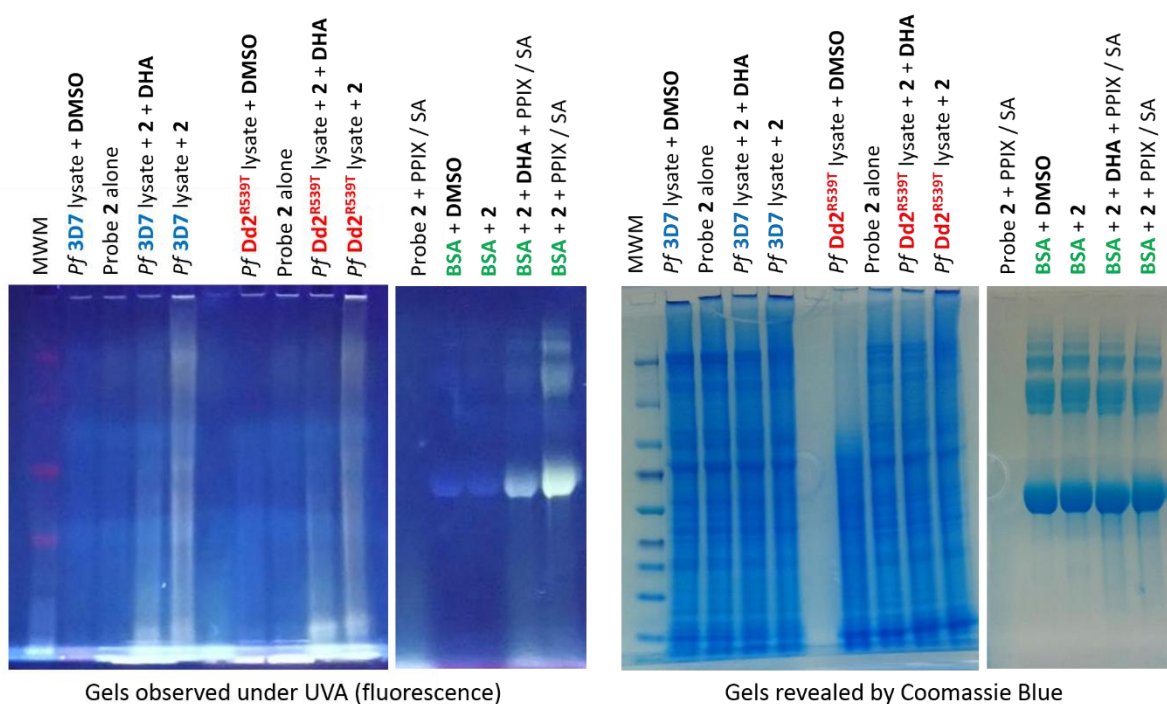 MWM
Pf 3D7 lysate + DMSO
Probe 2 alone
Pf 3D7 lysate + 2 + DHA
Pf 3D7 lysate + 2
Pf Dd2R539T lysate + DMSO
Probe 2 alone
Pf Dd2R539T lysate + 2 + DHA
Pf Dd2R539T lysate + 2
Probe 2 + PPIX / SA
BSA + DMSO
BSA + 2
BSA + 2 + DHA + PPIX / SA
BSA + 2 + PPIX / SA
MWM
Pf 3D7 lysate + DMSO
Probe 2 alone
Pf 3D7 lysate + 2 + DHA
Pf 3D7 lysate + 2
Pf Dd2R539T lysate + DMSO
Probe 2 alone
Pf Dd2R539T lysate + 2 + DHA
Pf Dd2R539T lysate + 2
Probe 2 + PPIX / SA
BSA + DMSO
BSA + 2
BSA + 2 + DHA + PPIX / SA
BSA + 2 + PPIX / SA
Gels observed under UVA (fluorescence)
Gels revealed by Coomassie Blue